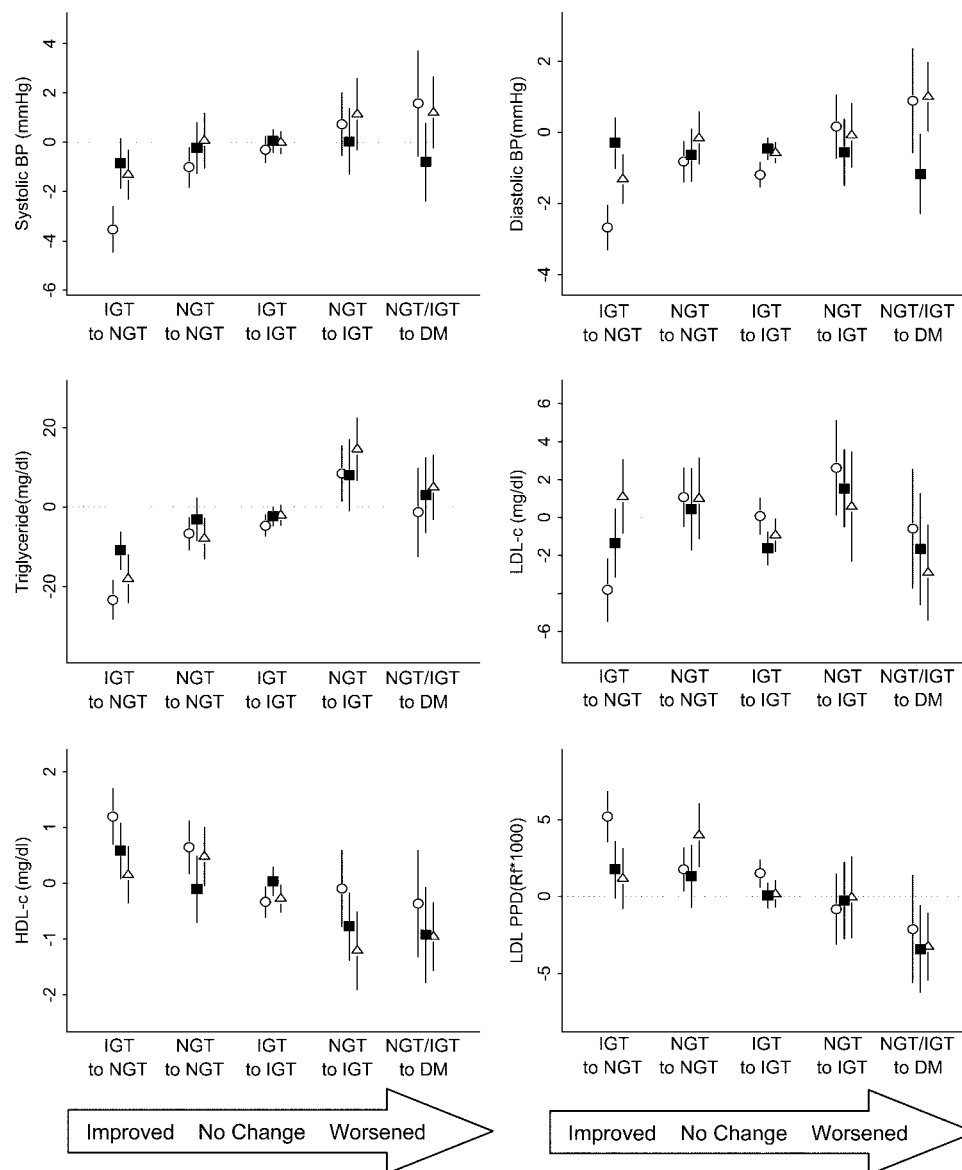 Systolic BP (mmHg)
4
2
0
-2
-4
-6
IGT to NGT
NGT to NGT
IGT to IGT
NGT to IGT
NGT/IGT to DM
Diastolic BP(mmHg)
2
0
-2
-4
IGT to NGT
NGT to NGT
IGT to IGT
NGT to IGT
NGT/IGT to DM
Triglyceride(mg/dl)
20
0
-20
IGT to NGT
NGT to NGT
IGT to IGT
NGT to IGT
NGT/IGT to DM
LDL-c (mg/dl)
6
4
2
0
-2
-6
IGT to NGT
NGT to NGT
IGT to IGT
NGT to IGT
NGT/IGT to DM
HDL-c (mg/dl)
2
1
0
-1
-2
IGT to NGT
NGT to NGT
IGT to IGT
NGT to IGT
NGT/IGT to DM
LDL PPD(Rf*1000)
5
0
-5
IGT to NGT
NGT to NGT
IGT to IGT
NGT to IGT
NGT/IGT to DM
Improved No Change Worsened
Improved No Change Worsened